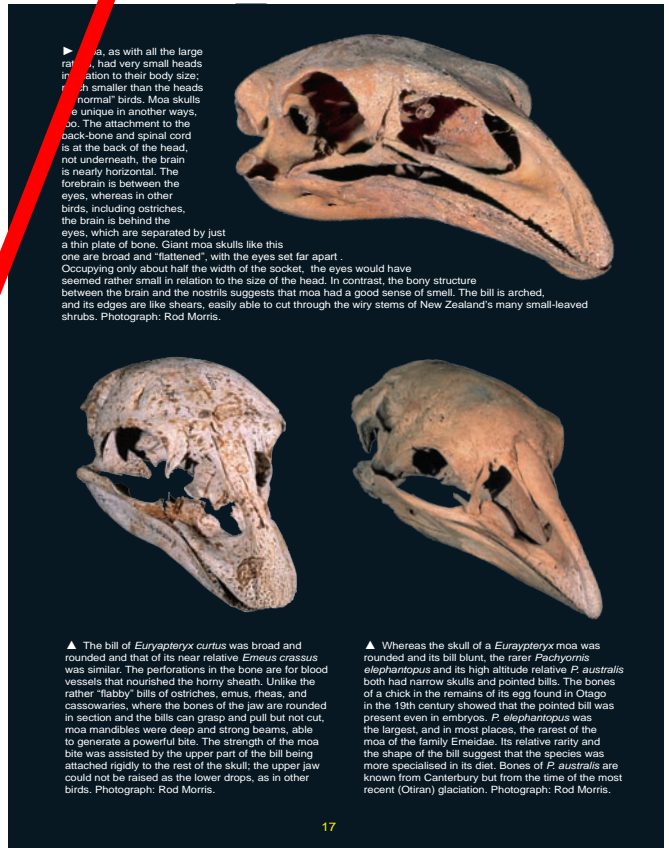 as with all the large
had very small heads
in to their body size;
smaller than the heads
normal” birds. Moa skulls
unique in another ways,
The attachment to the
back-bone and spinal cord
is at the back of the head,
not underneath, the brain
is nearly horizontal. The
forebrain is between the
eyes, whereas in other
birds, including ostriches,
the brain is behind the
eyes, which are separated by just
a thin plate of bone. Giant moa skulls like this
one are broad and “flattened”, with the eyes set far apart .
Occupying only about half the width of the socket, the eyes would have
seemed rather small in relation to the size of the head. In contrast, the bony structure
between the brain and the nostrils suggests that moa had a good sense of smell. The bill is arched,
and its edges are like shears, easily able to cut through the wiry stems of New Zealand’s many small-leaved
shrubs. Photograph: Rod Morris.
▲ The bill of Euryapteryx curtus was broad and
rounded and that of its near relative Emeus crassus
was similar. The perforations in the bone are for blood
vessels that nourished the horny sheath. Unlike the
rather “flabby” bills of ostriches, emus, rheas, and
cassowaries, where the bones of the jaw are rounded
in section and the bills can grasp and pull but not cut,
moa mandibles were deep and strong beams, able
to generate a powerful bite. The strength of the moa
bite was assisted by the upper part of the bill being
attached rigidly to the rest of the skull; the upper jaw
could not be raised as the lower drops, as in other
birds. Photograph: Rod Morris.
▲ Whereas the skull of a Euraypteryx moa was
rounded and its bill blunt, the rarer Pachyornis
elephantopus and its high altitude relative P. australis
both had narrow skulls and pointed bills. The bones
of a chick in the remains of its egg found in Otago
in the 19th century showed that the pointed bill was
present even in embryos. P. elephantopus was
the largest, and in most places, the rarest of the
moa of the family Emeidae. Its relative rarity and
the shape of the bill suggest that the species was
more specialised in its diet. Bones of P. australis are
known from Canterbury but from the time of the most
recent (Otiran) glaciation. Photograph: Rod Morris.
17